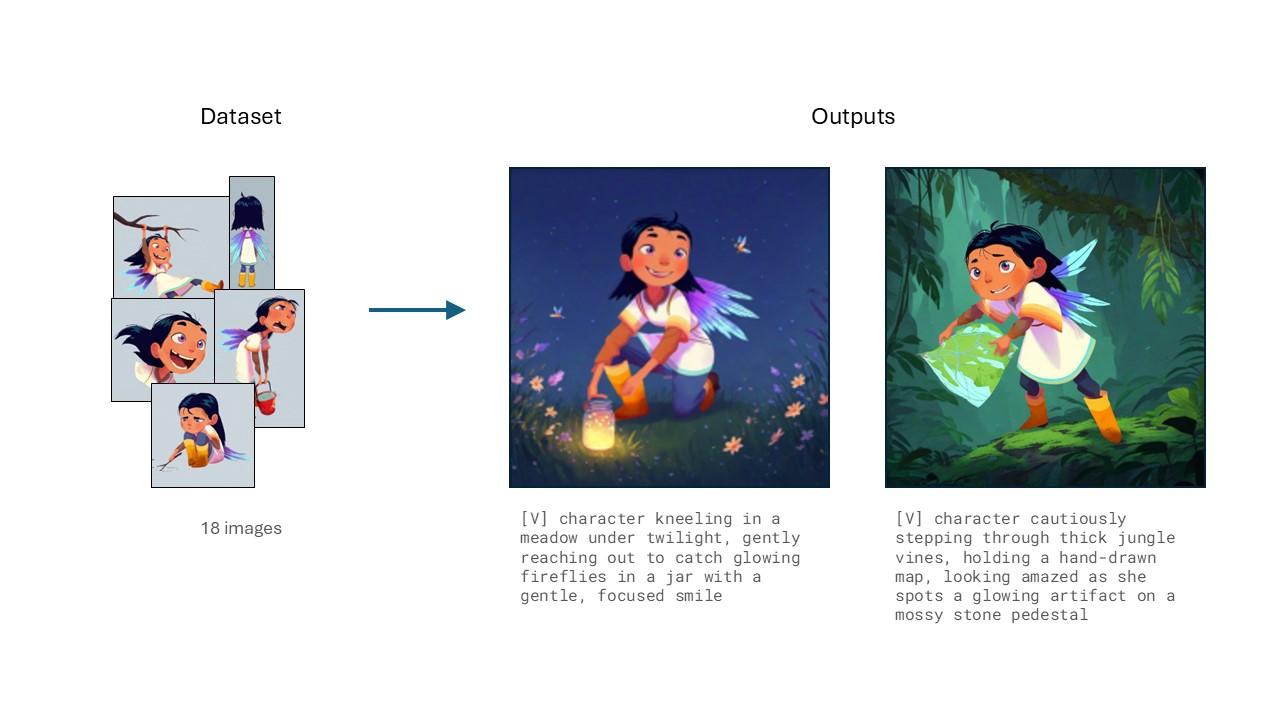 Dataset
Outputs
18 images
[V] character kneeling in a
meadow under twilight, gently
reaching out to catch glowing
fireflies in a jar with a
gentle, focused smile
[V] character cautiously
stepping through thick jungle
vines, holding a hand-drawn
map, looking amazed as she
spots a glowing artifact on a
mossy stone pedestal